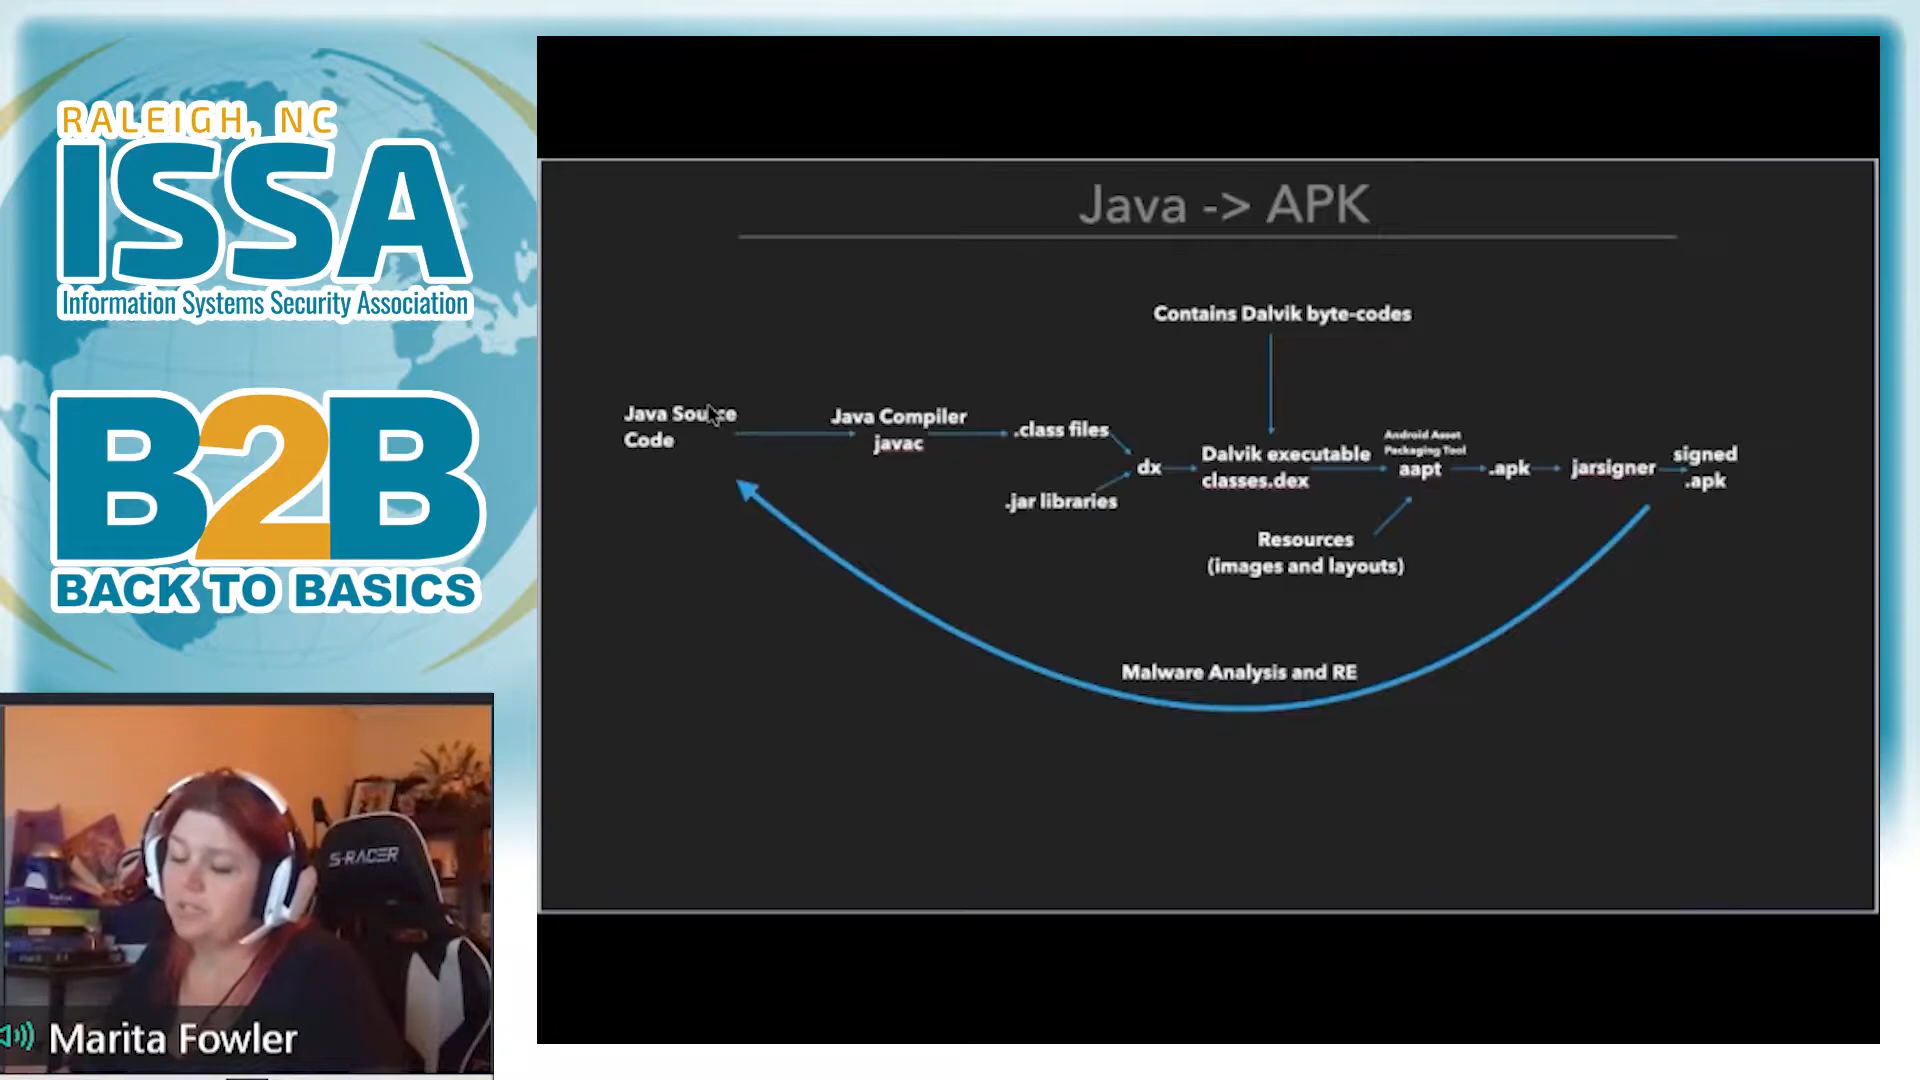 RALEIGH, NC
ISSA
Information Systems Security Association
B2B
BACK TO BASICS
S-RACER
Marita Fowler
Java -> APK
Contains Dalvik byte-codes
Java Source
Code
Java Compiler
javac
.class files
.jar libraries
dx
Dalvik executable
classes.dex
Android Asset
Packaging Tool
aapt
Resources
(images and layouts)
.apk
jarsigner
signed
.apk
Malware Analysis and RE